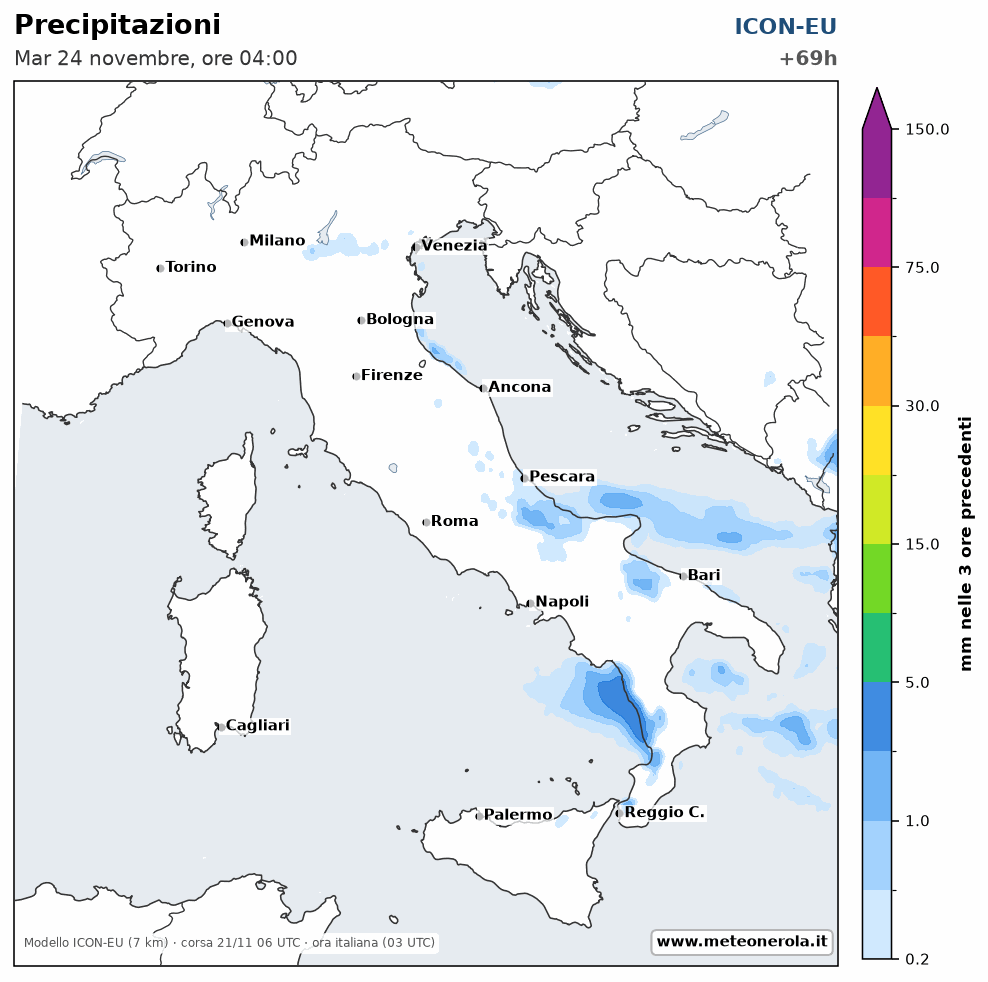 Precipitazioni
ICON-EU
Mar 24 novembre, ore 04:00
+69h
150.0
75.0
30.0
15.0
5.0
1.0
0.2
mm nelle 3 ore precedenti
Milano
Venezia
Torino
Genova
Bologna
Firenze
Ancona
Pescara
Roma
Bari
Napoli
Cagliari
Palermo
Reggio C.
Modello ICON-EU (7 km) · corsa 21/11 06 UTC · ora italiana (03 UTC)
www.meteonerola.it